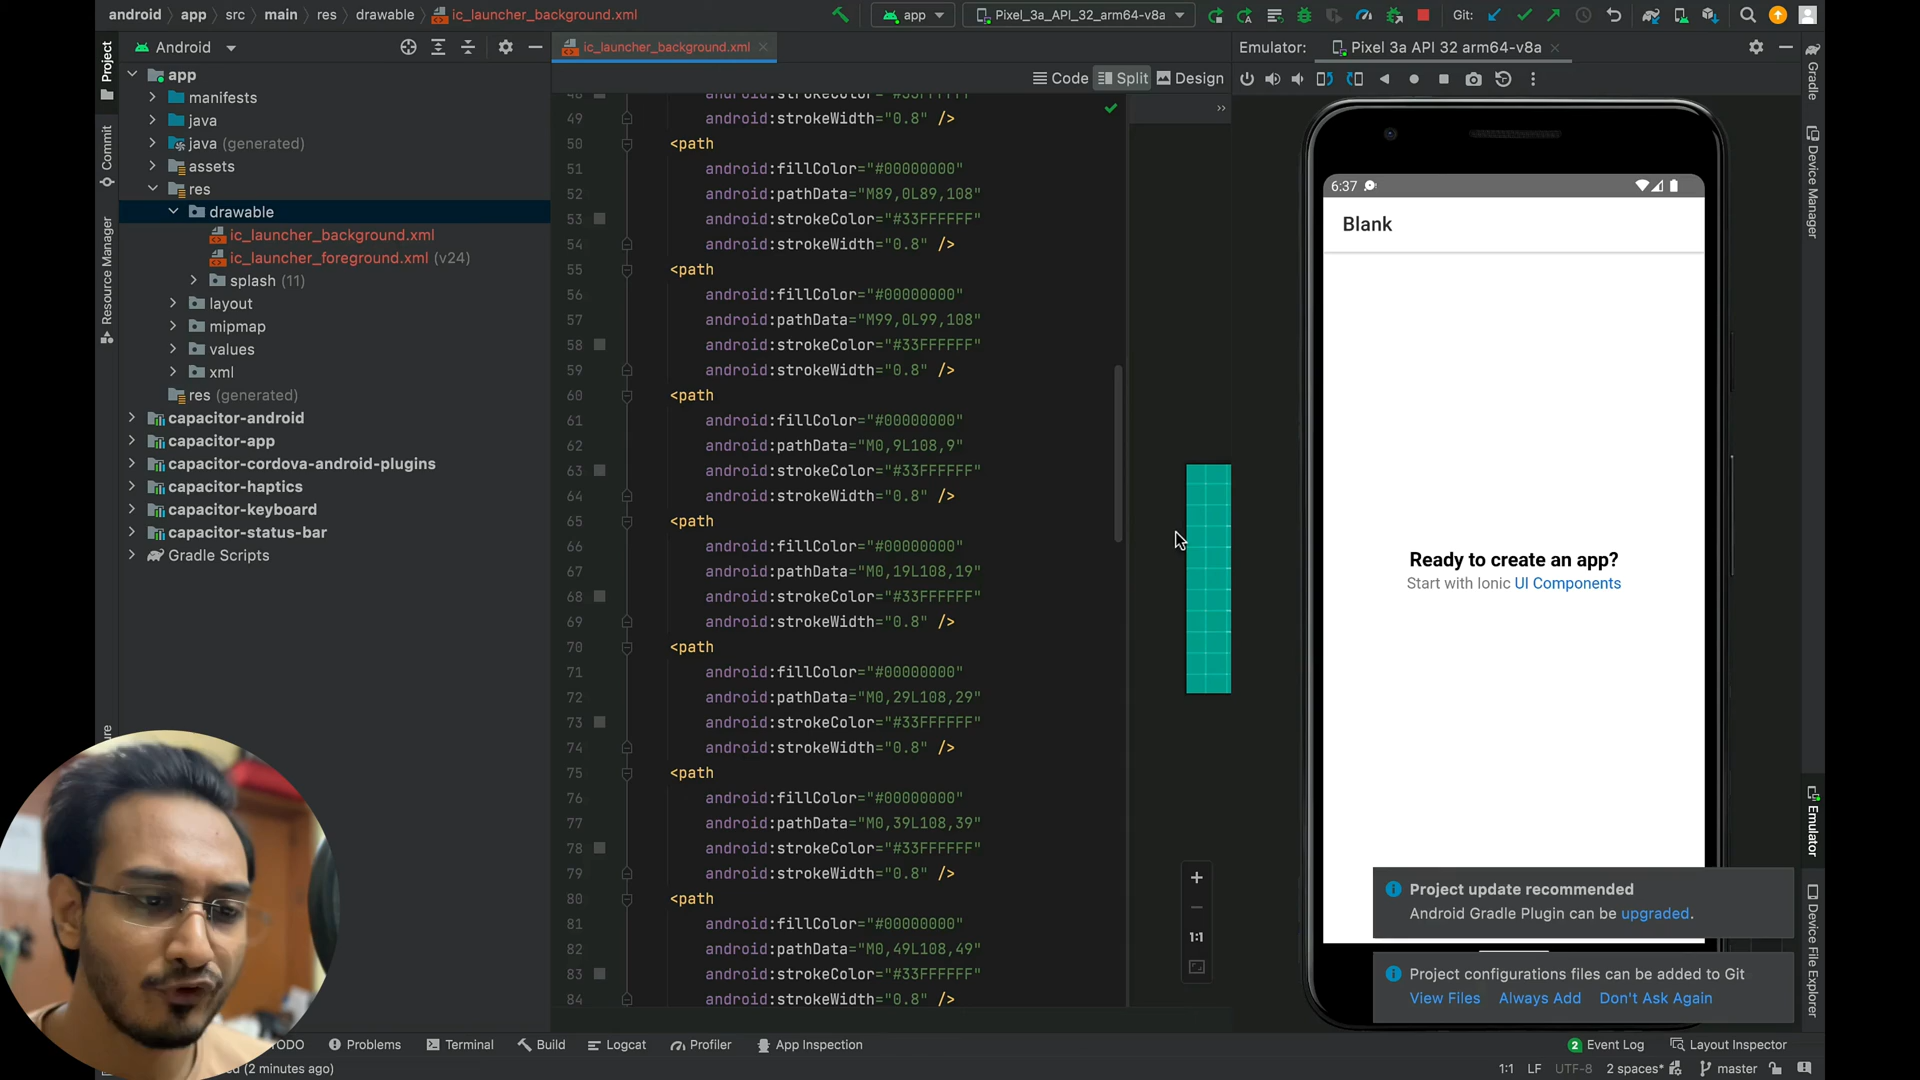 android app src main res drawable ic_launcher_background.xml
app Pixel_3a_API_32_arm64-v8a Git:
Android
ic_launcher_background.xml
Emulator: Pixel 3a API 32 arm64-v8a
Code Split Design
Project
Commit
Resource Manager
app
manifests
java
java (generated)
assets
res
drawable
ic_launcher_background.xml
ic_launcher_foreground.xml (v24)
splash (11)
layout
mipmap
values
xml
res (generated)
capacitor-android
capacitor-app
capacitor-cordova-android-plugins
capacitor-haptics
capacitor-keyboard
capacitor-status-bar
Gradle Scripts
48 android:strokeColor="#33FFFFFF"
49 android:strokeWidth="0.8" />
50 <path
51 android:fillColor="#00000000"
52 android:pathData="M89,0L89,108"
53 android:strokeColor="#33FFFFFF"
54 android:strokeWidth="0.8" />
55 <path
56 android:fillColor="#00000000"
57 android:pathData="M99,0L99,108"
58 android:strokeColor="#33FFFFFF"
59 android:strokeWidth="0.8" />
60 <path
61 android:fillColor="#00000000"
62 android:pathData="M0,9L108,9"
63 android:strokeColor="#33FFFFFF"
64 android:strokeWidth="0.8" />
65 <path
66 android:fillColor="#00000000"
67 android:pathData="M0,19L108,19"
68 android:strokeColor="#33FFFFFF"
69 android:strokeWidth="0.8" />
70 <path
71 android:fillColor="#00000000"
72 android:pathData="M0,29L108,29"
73 android:strokeColor="#33FFFFFF"
74 android:strokeWidth="0.8" />
75 <path
76 android:fillColor="#00000000"
77 android:pathData="M0,39L108,39"
78 android:strokeColor="#33FFFFFF"
79 android:strokeWidth="0.8" />
80 <path
81 android:fillColor="#00000000"
82 android:pathData="M0,49L108,49"
83 android:strokeColor="#33FFFFFF"
84 android:strokeWidth="0.8" />
1:1
6:37
Blank
Ready to create an app?
Start with Ionic UI Components
Project update recommended
Android Gradle Plugin can be upgraded.
Project configurations files can be added to Git
View Files Always Add Don't Ask Again
Gradle
Device Manager
Emulator
Device File Explorer
ODO Problems Terminal Build Logcat Profiler App Inspection
2 Event Log Layout Inspector
(2 minutes ago)
1:1 LF UTF-8 2 spaces* master